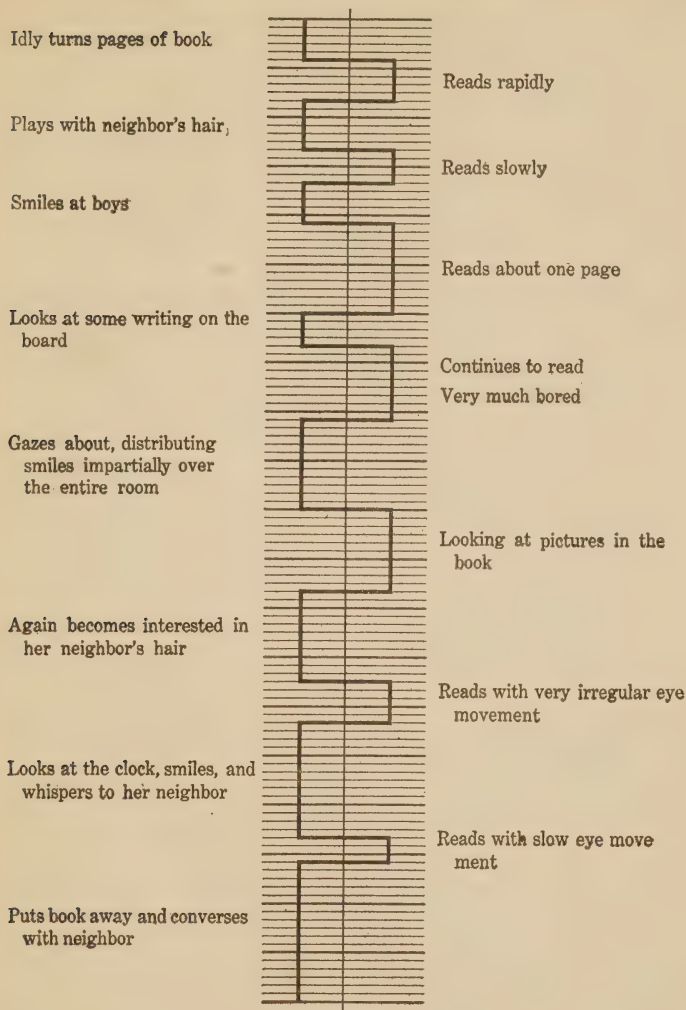 Idly turns pages of book
Reads rapidly
Plays with neighbor's hair,
Reads slowly
Smiles at boys
Reads about one page
Looks at some writing on the
board
Continues to read
Very much bored
Gazes about, distributing
smiles impartially over
the entire room
Looking at pictures in the
book
Again becomes interested in
her neighbor's hair
Reads with very irregular eye
movement
Looks at the clock, smiles, and
whispers to her neighbor
Reads with slow eye move
ment
Puts book away and converses
with neighbor